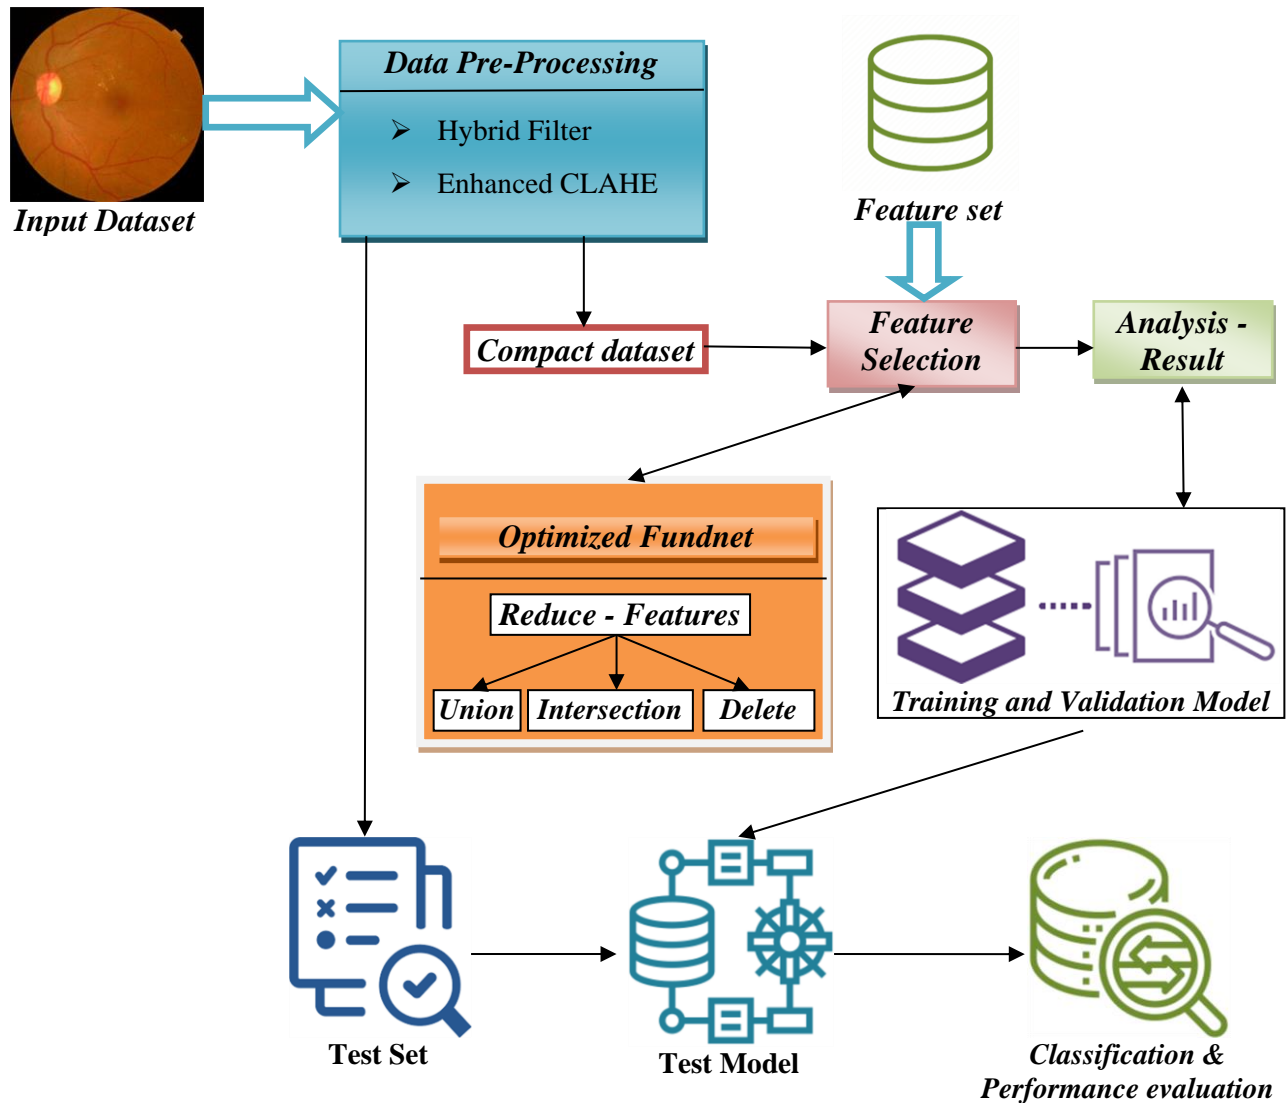 Data Pre-Processing
➢ Hybrid Filter
➢ Enhanced CLAHE
Input Dataset
Feature set
Compact dataset
Feature
Selection
Analysis -
Result
Optimized Fundnet
Reduce - Features
Union
Intersection
Delete
Training and Validation Model
Test Set
Test Model
Classification &
Performance evaluation